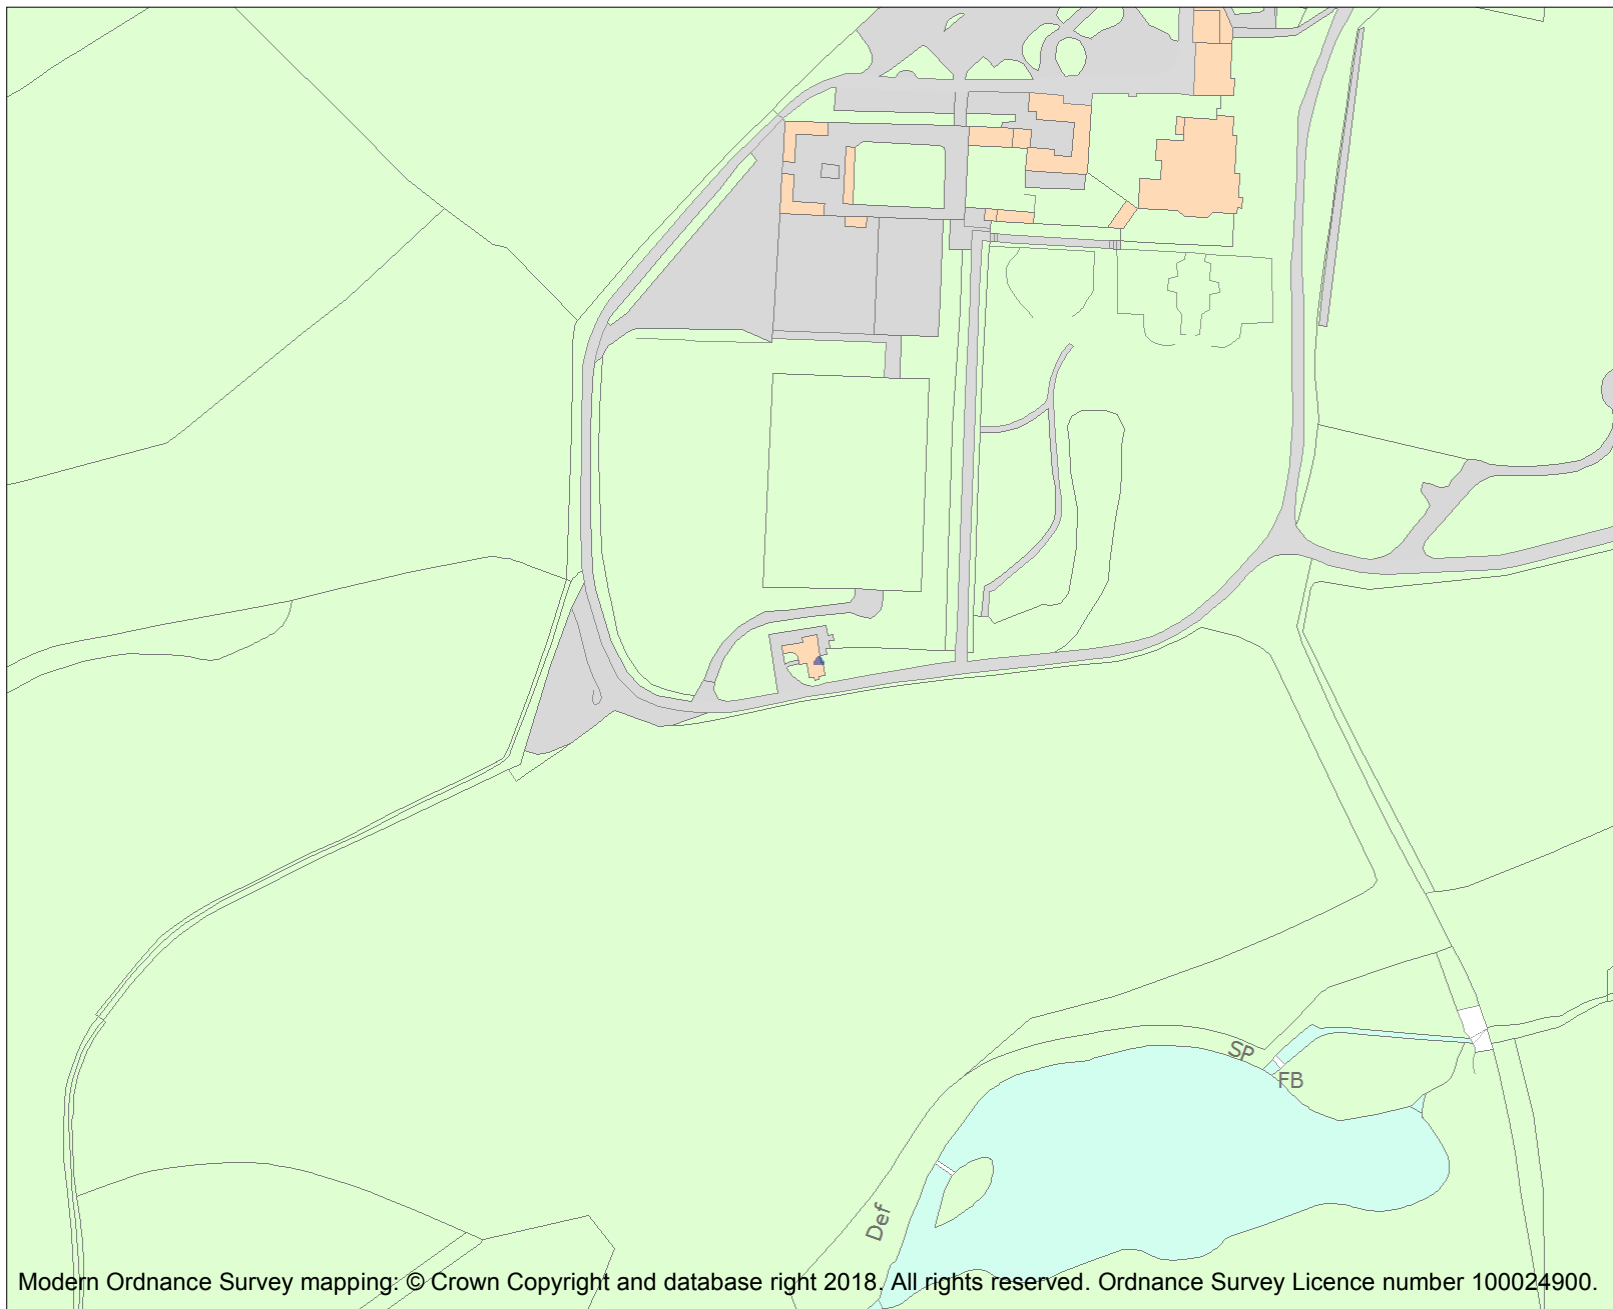 SP
FB
Def
Modern Ordnance Survey mapping: © Crown Copyright and database right 2018. All rights reserved. Ordnance Survey Licence number 100024900.